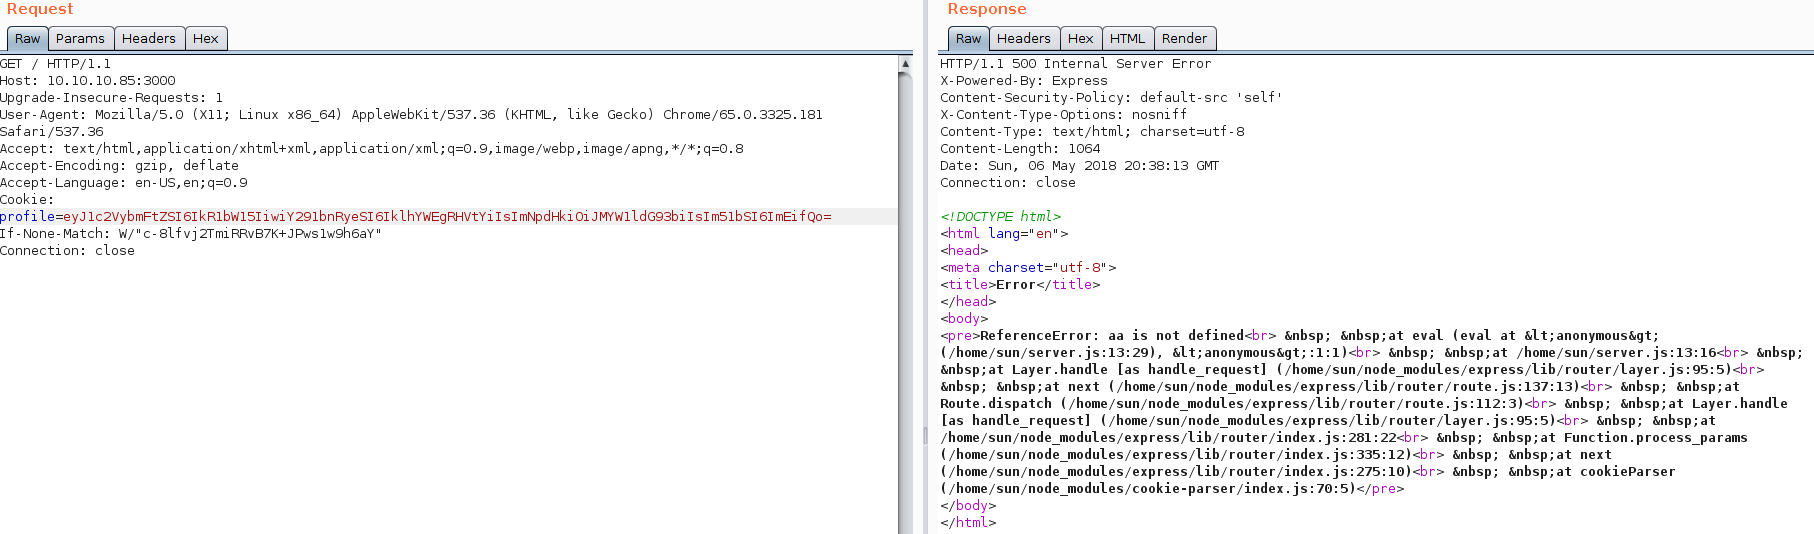 Request
Raw Params Headers Hex
GET / HTTP/1.1
Host: 10.10.10.85:3000
Upgrade-Insecure-Requests: 1
User-Agent: Mozilla/5.0 (X11; Linux x86_64) AppleWebKit/537.36 (KHTML, like Gecko) Chrome/65.0.3325.181
Safari/537.36
Accept: text/html,application/xhtml+xml,application/xml;q=0.9,image/webp,image/apng,*/*;q=0.8
Accept-Encoding: gzip, deflate
Accept-Language: en-US,en;q=0.9
Cookie:
profile=eyJ1c2VybmFtZSI6IkR1bW15IiwiY291bnRyeSI6IklhYWEgRHVtYiIsImNpdHkiOiJMYW1ldG93biIsIm51bSI6ImEifQo=
If-None-Match: W/"c-8lfvj2TmiRRvB7K+JPws1w9h6aY"
Connection: close
Response
Raw Headers Hex HTML Render
HTTP/1.1 500 Internal Server Error
X-Powered-By: Express
Content-Security-Policy: default-src 'self'
X-Content-Type-Options: nosniff
Content-Type: text/html; charset=utf-8
Content-Length: 1064
Date: Sun, 06 May 2018 20:38:13 GMT
Connection: close
<!DOCTYPE html>
<html lang="en">
<head>
<meta charset="utf-8">
<title>Error</title>
</head>
<body>
<pre>ReferenceError: aa is not defined<br> &nbsp; &nbsp;at eval (eval at &lt;anonymous&gt;
(/home/sun/server.js:13:29), &lt;anonymous&gt;:1:1)<br> &nbsp; &nbsp;at /home/sun/server.js:13:16<br> &nbsp;
&nbsp;at Layer.handle [as handle_request] (/home/sun/node_modules/express/lib/router/layer.js:95:5)<br>
&nbsp; &nbsp;at next (/home/sun/node_modules/express/lib/router/route.js:137:13)<br> &nbsp; &nbsp;at
Route.dispatch (/home/sun/node_modules/express/lib/router/route.js:112:3)<br> &nbsp; &nbsp;at Layer.handle
[as handle_request] (/home/sun/node_modules/express/lib/router/layer.js:95:5)<br> &nbsp; &nbsp;at
/home/sun/node_modules/express/lib/router/index.js:281:22<br> &nbsp; &nbsp;at Function.process_params
(/home/sun/node_modules/express/lib/router/index.js:335:12)<br> &nbsp; &nbsp;at next
(/home/sun/node_modules/express/lib/router/index.js:275:10)<br> &nbsp; &nbsp;at cookieParser
(/home/sun/node_modules/cookie-parser/index.js:70:5)</pre>
</body>
</html>